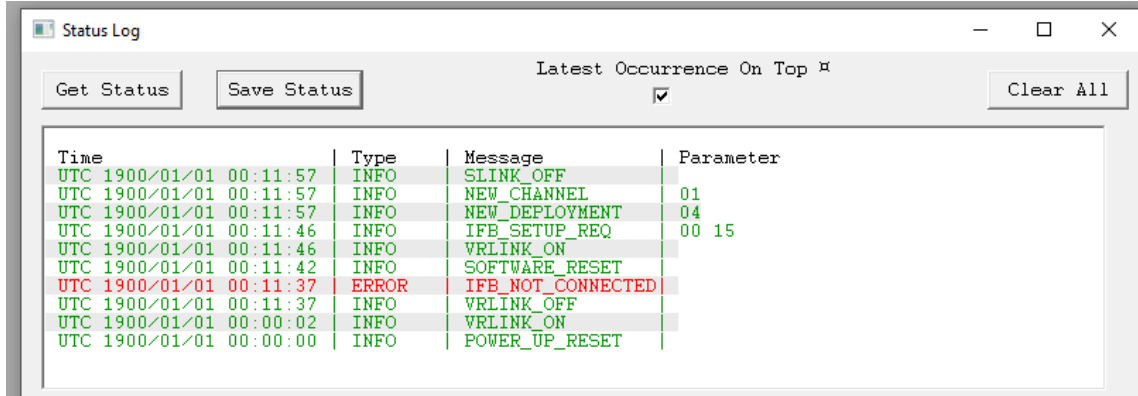 Status Log
Latest Occurrence On Top ¤
Get Status Save Status Clear All
Time | Type | Message | Parameter
UTC 1900/01/01 00:11:57 | INFO | SLINK_OFF |
UTC 1900/01/01 00:11:57 | INFO | NEW_CHANNEL | 01
UTC 1900/01/01 00:11:57 | INFO | NEW_DEPLOYMENT | 04
UTC 1900/01/01 00:11:46 | INFO | IFB_SETUP_REQ | 00 15
UTC 1900/01/01 00:11:46 | INFO | VRLINK_ON |
UTC 1900/01/01 00:11:42 | INFO | SOFTWARE_RESET |
UTC 1900/01/01 00:11:37 | ERROR | IFB_NOT_CONNECTED|
UTC 1900/01/01 00:11:37 | INFO | VRLINK_OFF |
UTC 1900/01/01 00:00:02 | INFO | VRLINK_ON |
UTC 1900/01/01 00:00:00 | INFO | POWER_UP_RESET |